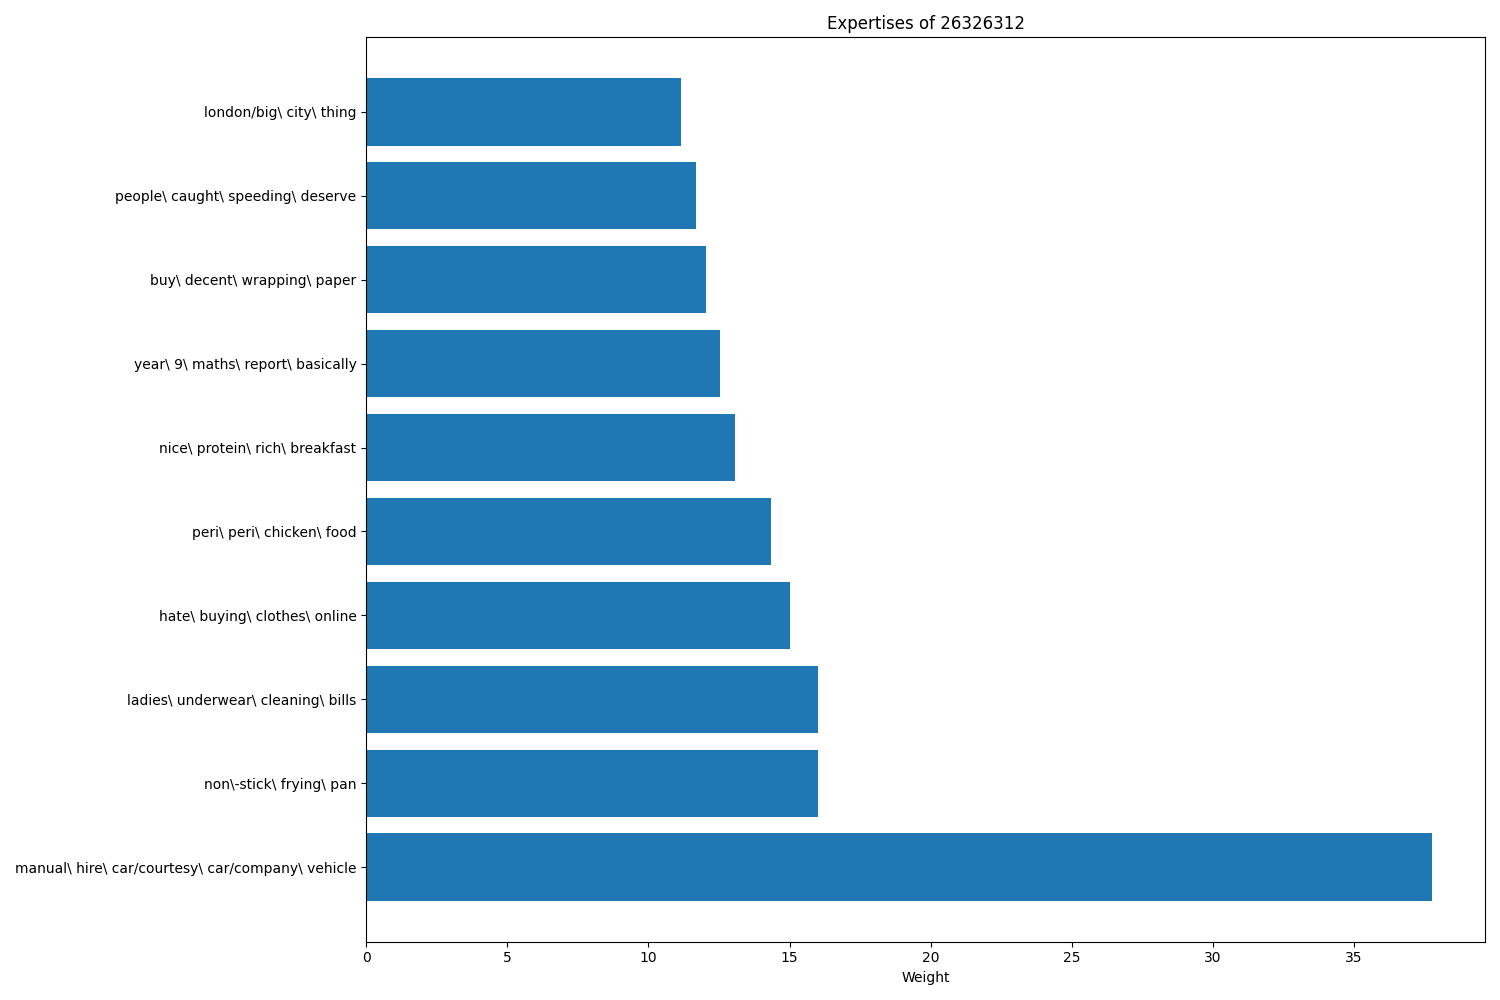 Expertises of 26326312
london/big\ city\ thing
people\ caught\ speeding\ deserve
buy\ decent\ wrapping\ paper
year\ 9\ maths\ report\ basically
nice\ protein\ rich\ breakfast
peri\ peri\ chicken\ food
hate\ buying\ clothes\ online
ladies\ underwear\ cleaning\ bills
non\-stick\ frying\ pan
manual\ hire\ car/courtesy\ car/company\ vehicle
0 5 10 15 20 25 30 35
Weight